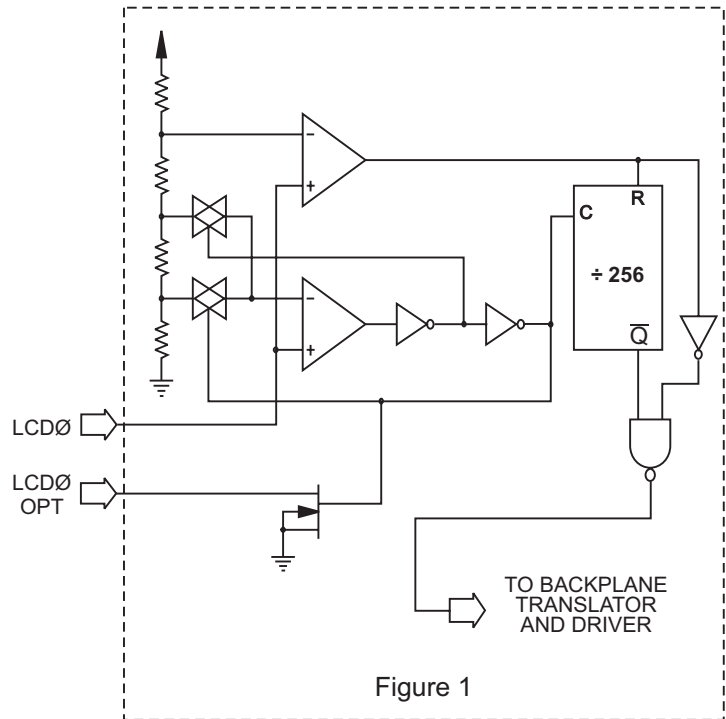 -
+
R
C
÷ 256
-
+
Q̅
LCDØ
LCDØ
OPT
TO BACKPLANE
TRANSLATOR
AND DRIVER
Figure 1